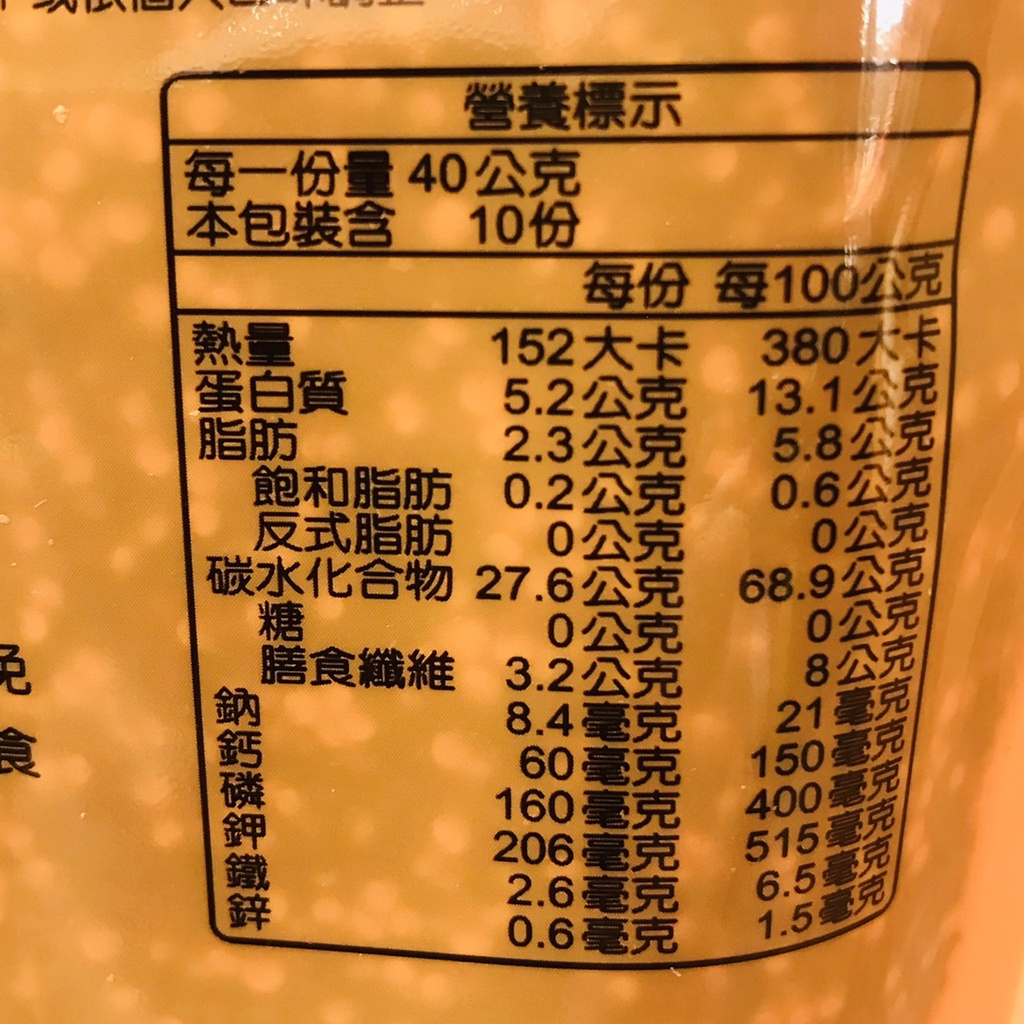 營養標示
每一份量 40公克
本包裝含 10份
每份 每100公克
熱量 152大卡 380大卡
蛋白質 5.2公克 13.1公克
脂肪 2.3公克 5.8公克
飽和脂肪 0.2公克 0.6公克
反式脂肪 0公克 0公克
碳水化合物 27.6公克 68.9公克
糖 0公克 0公克
膳食纖維 3.2公克 8公克
鈉 8.4毫克 21毫克
鈣 60毫克 150毫克
磷 160毫克 400毫克
鉀 206毫克 515毫克
鐵 2.6毫克 6.5毫克
鋅 0.6毫克 1.5毫克
免
食